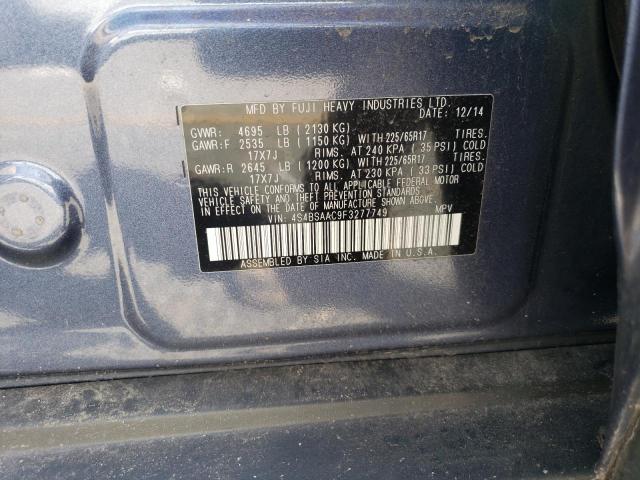 MFD BY FUJI HEAVY INDUSTRIES LTD.
DATE: 12/14
GVWR: 4695 LB ( 2130 KG)
GAWR:F 2535 LB ( 1150 KG) WITH 225/65R17 TIRES.
17X7J RIMS. AT 240 KPA ( 35 PSI) COLD
GAWR:R 2645 LB ( 1200 KG) WITH 225/65R17 TIRES.
17X7J RIMS. AT 230 KPA ( 33 PSI) COLD
THIS VEHICLE CONFORMS TO ALL APPLICABLE FEDERAL MOTOR
VEHICLE SAFETY AND THEFT PREVENTION STANDARDS IN
EFFECT ON THE DATE OF MANUFACTURE SHOWN ABOVE.
VIN: 4S4BSAAC9F3277749 MPV
ASSEMBLED BY SIA INC. MADE IN U.S.A.